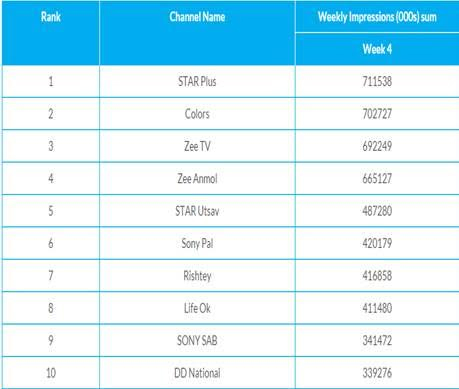 Rank Channel Name Weekly Impressions (000s) sum
Week 4
1 STAR Plus 711538
2 Colors 702727
3 Zee TV 692249
4 Zee Anmol 665127
5 STAR Utsav 487280
6 Sony Pal 420179
7 Rishtey 416858
8 Life Ok 411480
9 SONY SAB 341472
10 DD National 339276